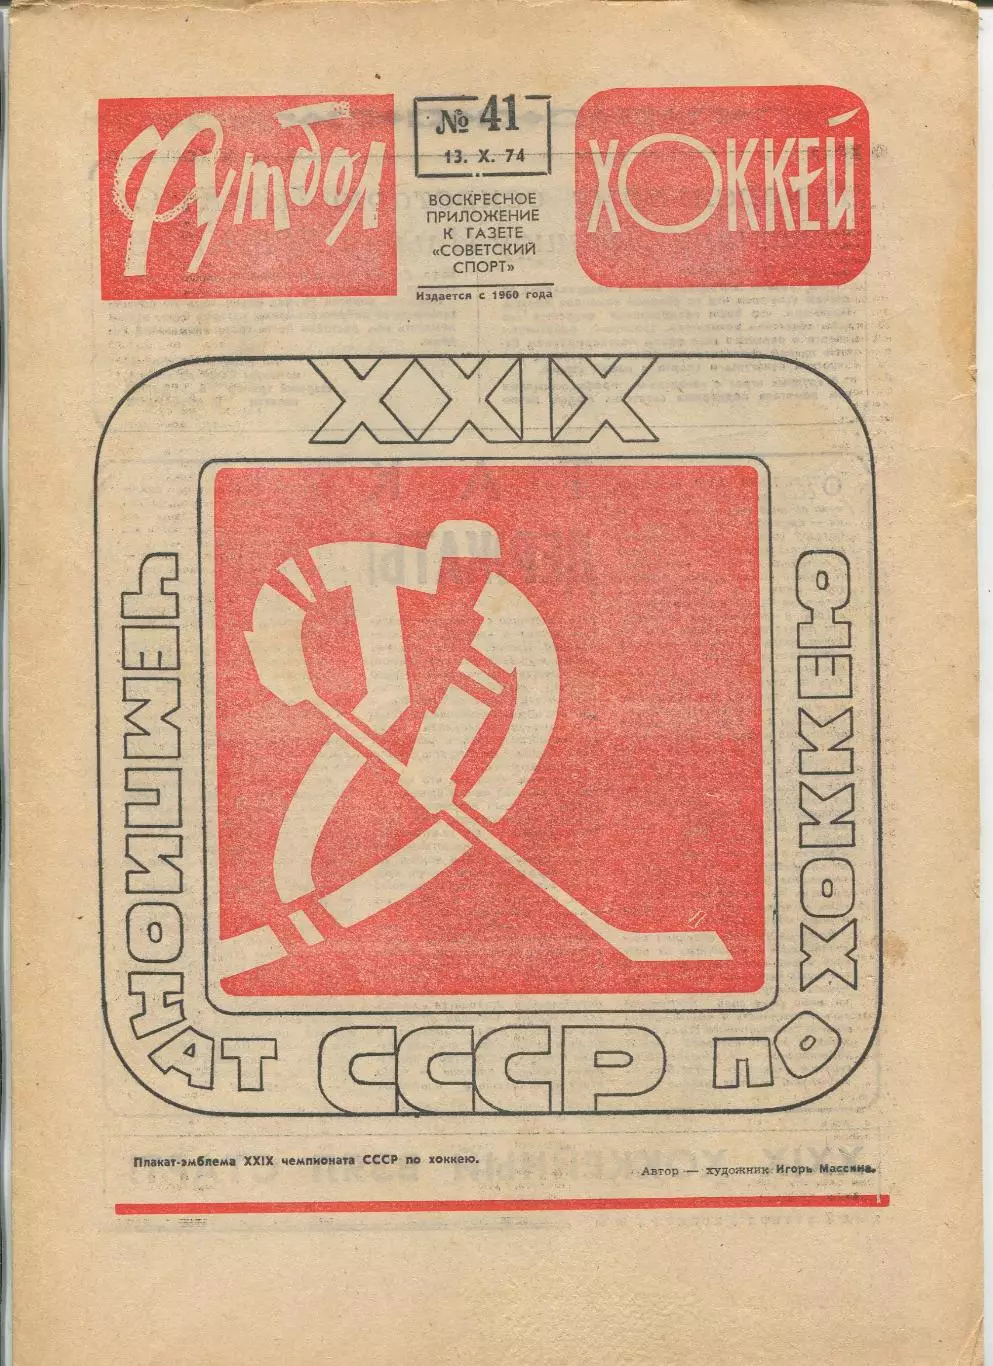 Футбол
№ 41
13. X. 74
ХОККЕЙ
ВОСКРЕСНОЕ
ПРИЛОЖЕНИЕ
К ГАЗЕТЕ
«СОВЕТСКИЙ
СПОРТ»
Издается с 1960 года
XXIX
ЧЕМПИОНАТ СССР ПО ХОККЕЮ
Плакат-эмблема XXIX чемпионата СССР по хоккею.
Автор — художник Игорь Массина.